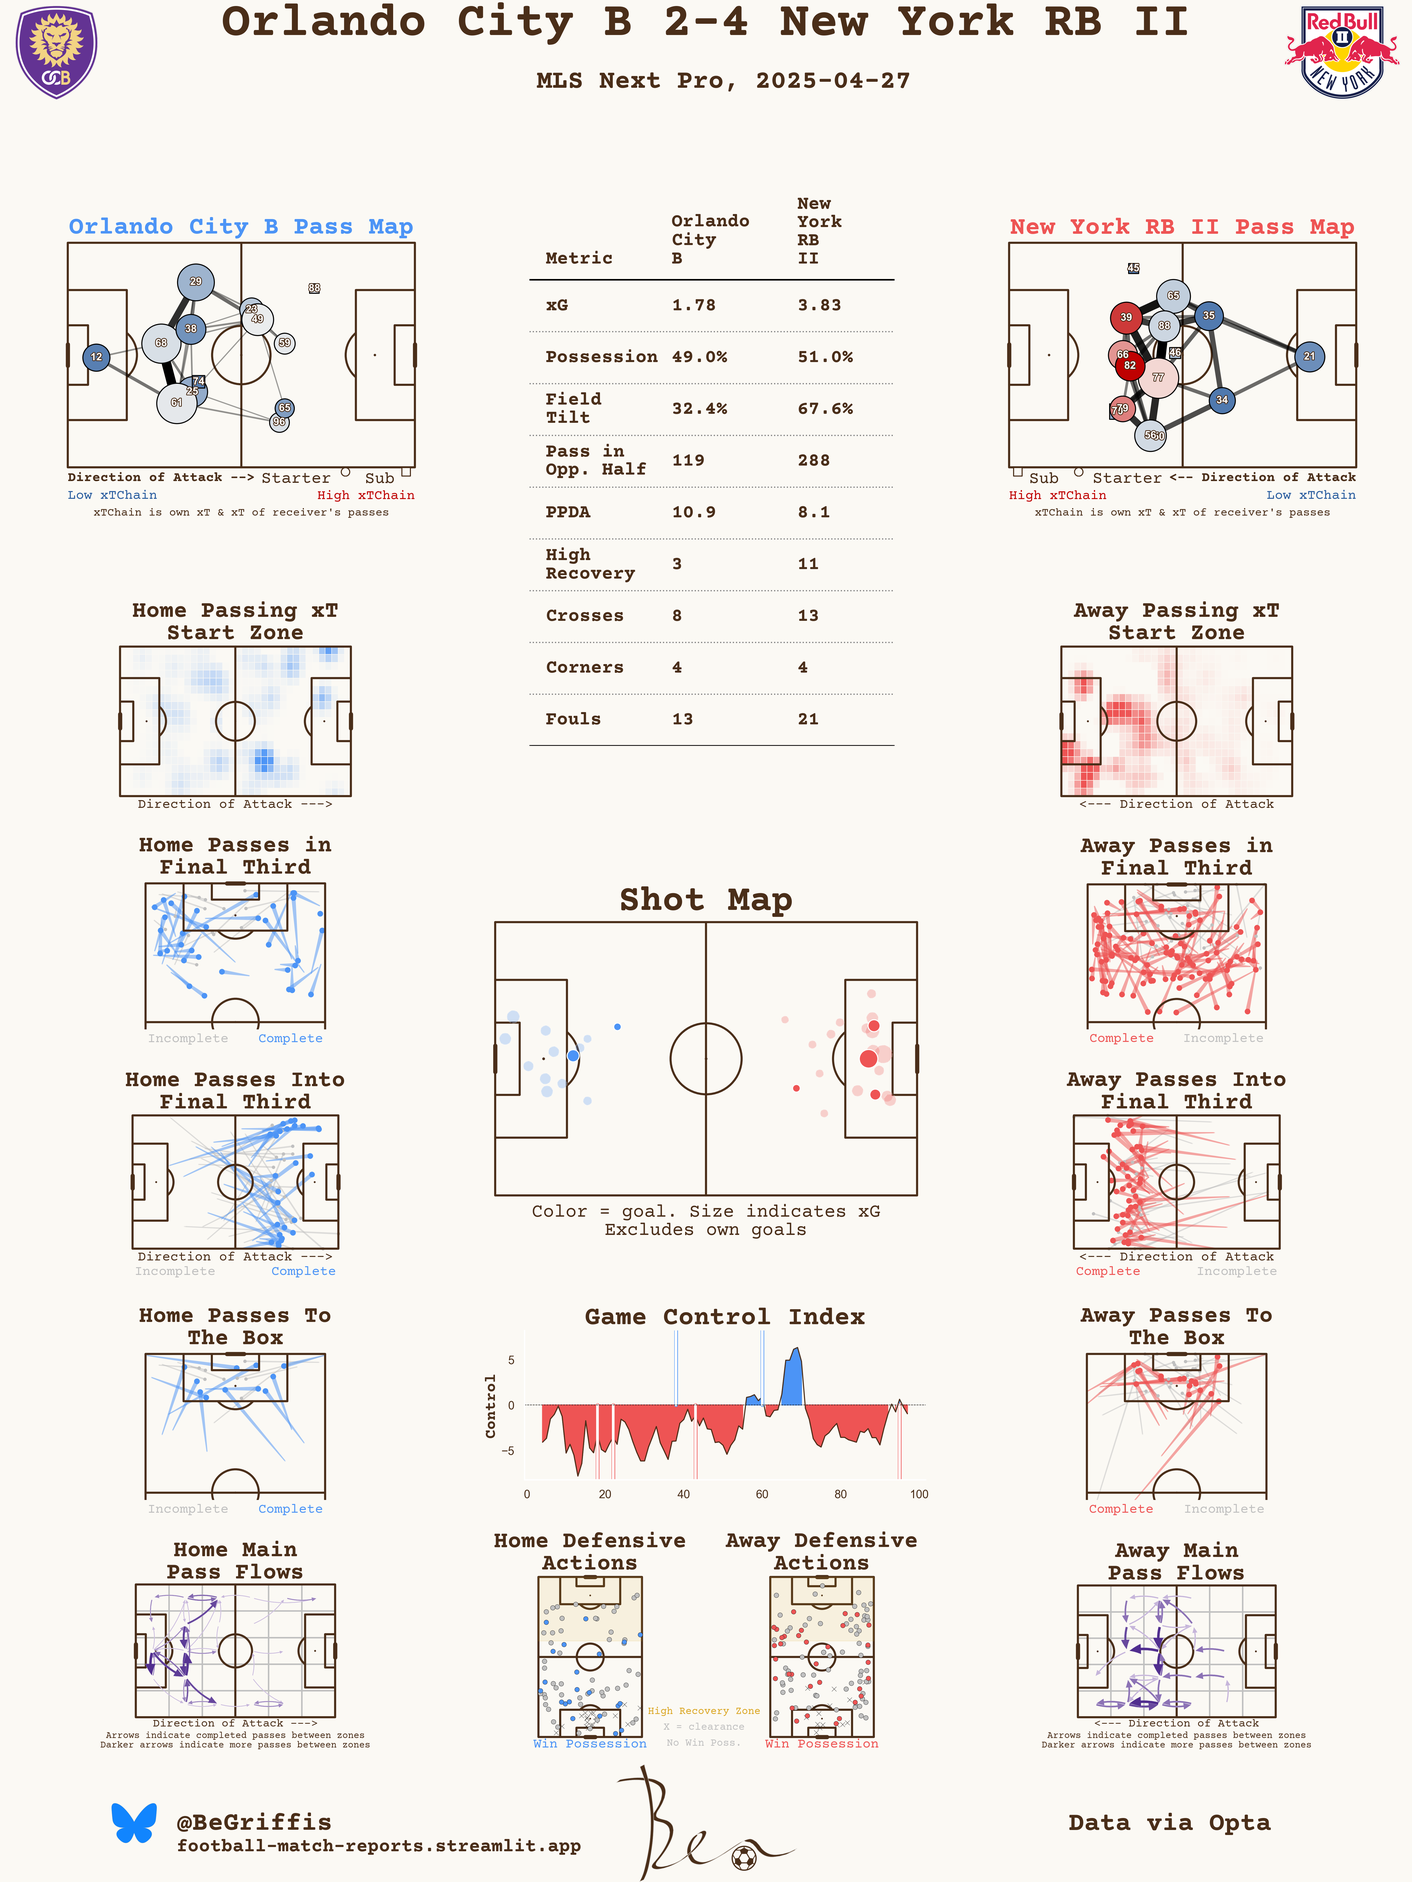 Orlando City B 2-4 New York RB II
MLS Next Pro, 2025-04-27
OCB
Red Bull
II
NEW YORK
Orlando City B Pass Map
29
88
23
49
38
68
59
12
74
25
61
65
96
Direction of Attack --> Starter Sub
Low xTChain High xTChain
xTChain is own xT & xT of receiver's passes
Metric Orlando City B New York RB II
xG 1.78 3.83
Possession 49.0% 51.0%
Field Tilt 32.4% 67.6%
Pass in Opp. Half 119 288
PPDA 10.9 8.1
High Recovery 3 11
Crosses 8 13
Corners 4 4
Fouls 13 21
New York RB II Pass Map
45
65
39
88
35
66
46
21
82
77
79
34
56
Sub Starter <-- Direction of Attack
High xTChain Low xTChain
xTChain is own xT & xT of receiver's passes
Home Passing xT
Start Zone
Direction of Attack --->
Away Passing xT
Start Zone
<--- Direction of Attack
Home Passes in
Final Third
Incomplete Complete
Shot Map
Color = goal. Size indicates xG
Excludes own goals
Away Passes in
Final Third
Complete Incomplete
Home Passes Into
Final Third
Direction of Attack --->
Incomplete Complete
Away Passes Into
Final Third
<--- Direction of Attack
Complete Incomplete
Home Passes To
The Box
Incomplete Complete
Game Control Index
Control
5
0
−5
0 20 40 60 80 100
Away Passes To
The Box
Complete Incomplete
Home Main
Pass Flows
Direction of Attack --->
Arrows indicate completed passes between zones
Darker arrows indicate more passes between zones
Home Defensive
Actions
Win Possession
High Recovery Zone
X = clearance
No Win Poss.
Away Defensive
Actions
Win Possession
Away Main
Pass Flows
<--- Direction of Attack
Arrows indicate completed passes between zones
Darker arrows indicate more passes between zones
@BeGriffis
football-match-reports.streamlit.app
Ben
Data via Opta